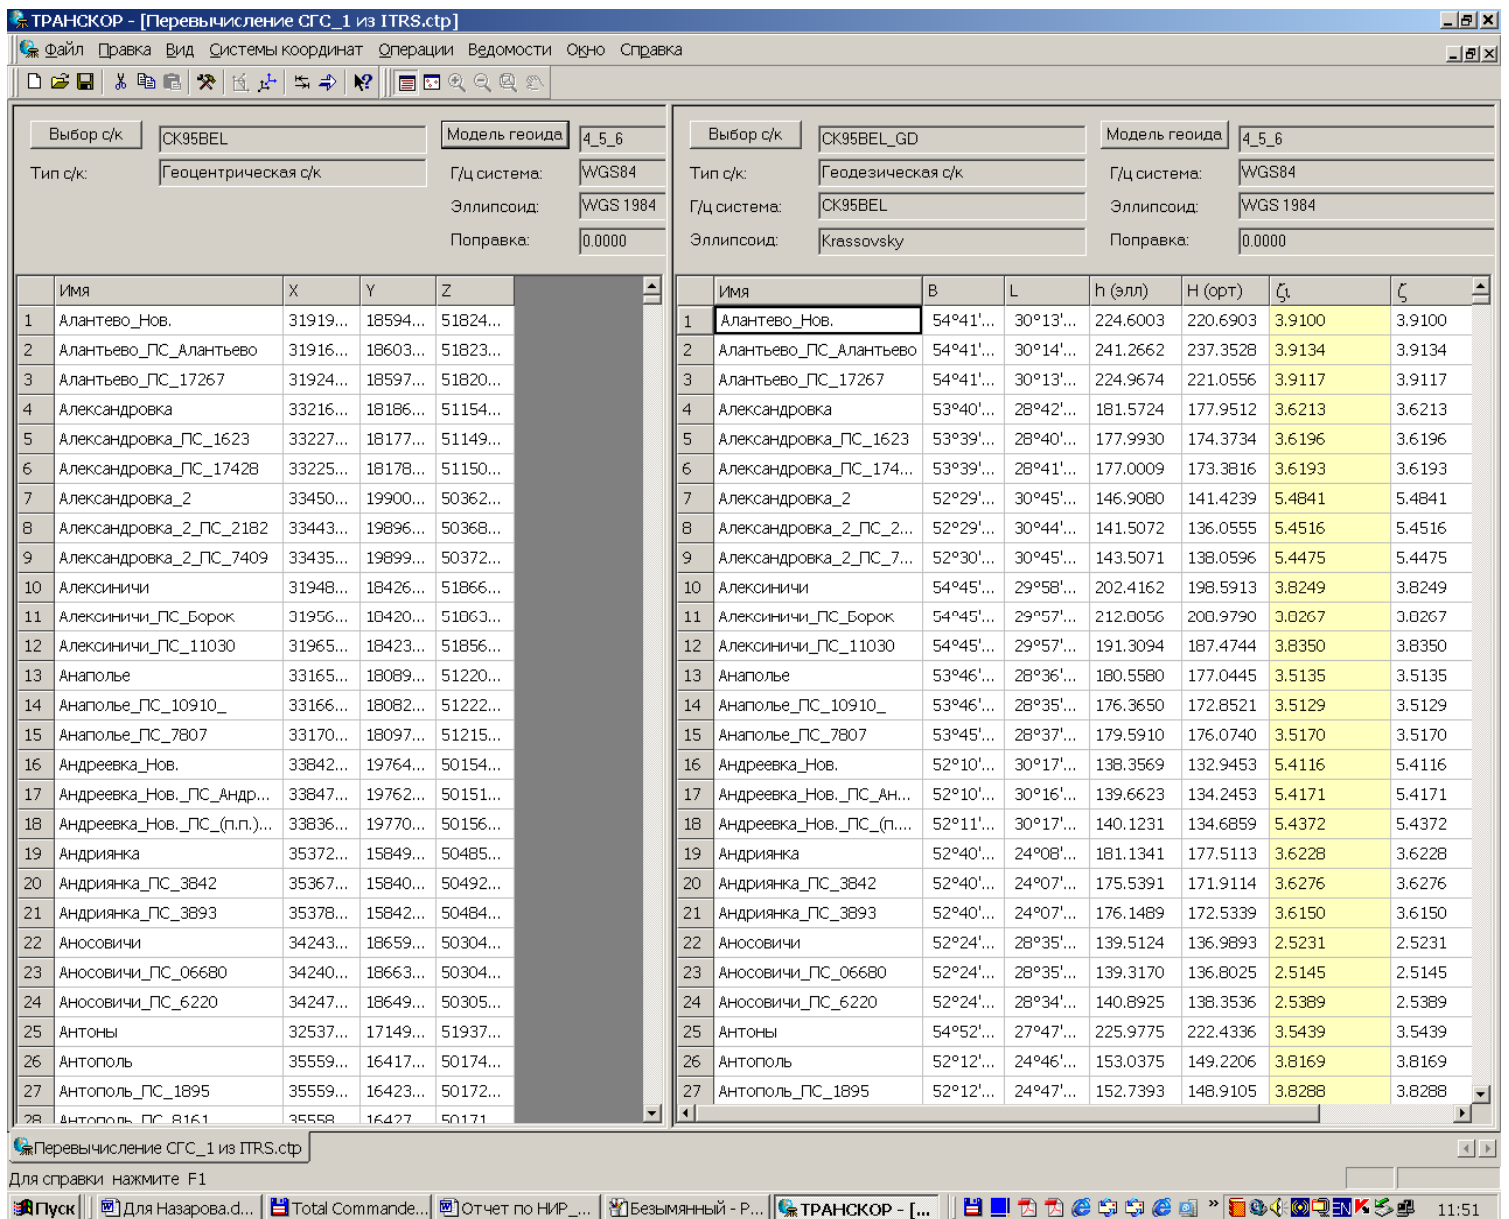 ТРАНСКОР - [Перевычисление СГС_1 из ITRS.ctp]
Файл Правка Вид Системы координат Операции Ведомости Окно Справка
Выбор с/к СК95BEL Модель геоида 4_5_6 Выбор с/к СК95BEL_GD Модель геоида 4_5_6
Тип с/к: Геоцентрическая с/к Г/ц система: WGS84 Тип с/к: Геодезическая с/к Г/ц система: WGS84
Эллипсоид: WGS 1984 Г/ц система: СК95BEL Эллипсоид: WGS 1984
Поправка: 0.0000 Эллипсоид: Krassovsky Поправка: 0.0000
Имя X Y Z Имя B L h (элл) H (орт) ζι ζ
1 Алантево_Нов. 31919... 18594... 51824... 1 Алантево_Нов. 54°41'... 30°13'... 224.6003 220.6903 3.9100 3.9100
2 Алантьево_ПС_Алантьево 31916... 18603... 51823... 2 Алантьево_ПС_Алантьево 54°41'... 30°14'... 241.2662 237.3528 3.9134 3.9134
3 Алантьево_ПС_17267 31924... 18597... 51820... 3 Алантьево_ПС_17267 54°41'... 30°13'... 224.9674 221.0556 3.9117 3.9117
4 Александровка 33216... 18186... 51154... 4 Александровка 53°40'... 28°42'... 181.5724 177.9512 3.6213 3.6213
5 Александровка_ПС_1623 33227... 18177... 51149... 5 Александровка_ПС_1623 53°39'... 28°40'... 177.9930 174.3734 3.6196 3.6196
6 Александровка_ПС_17428 33225... 18178... 51150... 6 Александровка_ПС_174... 53°39'... 28°41'... 177.0009 173.3816 3.6193 3.6193
7 Александровка_2 33450... 19900... 50362... 7 Александровка_2 52°29'... 30°45'... 146.9080 141.4239 5.4841 5.4841
8 Александровка_2_ПС_2182 33443... 19896... 50368... 8 Александровка_2_ПС_2... 52°29'... 30°44'... 141.5072 136.0555 5.4516 5.4516
9 Александровка_2_ПС_7409 33435... 19899... 50372... 9 Александровка_2_ПС_7... 52°30'... 30°45'... 143.5071 138.0596 5.4475 5.4475
10 Алексиничи 31948... 18426... 51866... 10 Алексиничи 54°45'... 29°58'... 202.4162 198.5913 3.8249 3.8249
11 Алексиничи_ПС_Борок 31956... 18420... 51863... 11 Алексиничи_ПС_Борок 54°45'... 29°57'... 212.8056 208.9790 3.8267 3.8267
12 Алексиничи_ПС_11030 31965... 18423... 51856... 12 Алексиничи_ПС_11030 54°45'... 29°57'... 191.3094 187.4744 3.8350 3.8350
13 Анаполье 33165... 18089... 51220... 13 Анаполье 53°46'... 28°36'... 180.5580 177.0445 3.5135 3.5135
14 Анаполье_ПС_10910_ 33166... 18082... 51222... 14 Анаполье_ПС_10910_ 53°46'... 28°35'... 176.3650 172.8521 3.5129 3.5129
15 Анаполье_ПС_7807 33170... 18097... 51215... 15 Анаполье_ПС_7807 53°45'... 28°37'... 179.5910 176.0740 3.5170 3.5170
16 Андреевка_Нов. 33842... 19764... 50154... 16 Андреевка_Нов. 52°10'... 30°17'... 138.3569 132.9453 5.4116 5.4116
17 Андреевка_Нов._ПС_Андр... 33847... 19762... 50151... 17 Андреевка_Нов._ПС_Ан... 52°10'... 30°16'... 139.6623 134.2453 5.4171 5.4171
18 Андреевка_Нов._ПС_(п.п.)... 33836... 19770... 50156... 18 Андреевка_Нов._ПС_(п.... 52°11'... 30°17'... 140.1231 134.6859 5.4372 5.4372
19 Андриянка 35372... 15849... 50485... 19 Андриянка 52°40'... 24°08'... 181.1341 177.5113 3.6228 3.6228
20 Андриянка_ПС_3842 35367... 15840... 50492... 20 Андриянка_ПС_3842 52°40'... 24°07'... 175.5391 171.9114 3.6276 3.6276
21 Андриянка_ПС_3893 35378... 15842... 50484... 21 Андриянка_ПС_3893 52°40'... 24°07'... 176.1489 172.5339 3.6150 3.6150
22 Аносовичи 34243... 18659... 50304... 22 Аносовичи 52°24'... 28°35'... 139.5124 136.9893 2.5231 2.5231
23 Аносовичи_ПС_06680 34240... 18663... 50304... 23 Аносовичи_ПС_06680 52°24'... 28°35'... 139.3170 136.8025 2.5145 2.5145
24 Аносовичи_ПС_6220 34247... 18649... 50305... 24 Аносовичи_ПС_6220 52°24'... 28°34'... 140.8925 138.3536 2.5389 2.5389
25 Антоны 32537... 17149... 51937... 25 Антоны 54°52'... 27°47'... 225.9775 222.4336 3.5439 3.5439
26 Антополь 35559... 16417... 50174... 26 Антополь 52°12'... 24°46'... 153.0375 149.2206 3.8169 3.8169
27 Антополь_ПС_1895 35559... 16423... 50172... 27 Антополь_ПС_1895 52°12'... 24°47'... 152.7393 148.9105 3.8288 3.8288
28 Антополь_ПС_8161 35558... 16427... 50171...
Перевычисление СГС_1 из ITRS.ctp
Для справки нажмите F1
Пуск Для Назарова.d... Total Commande... Отчет по НИР_... Безымянный - P... ТРАНСКОР - [... » EN 11:51